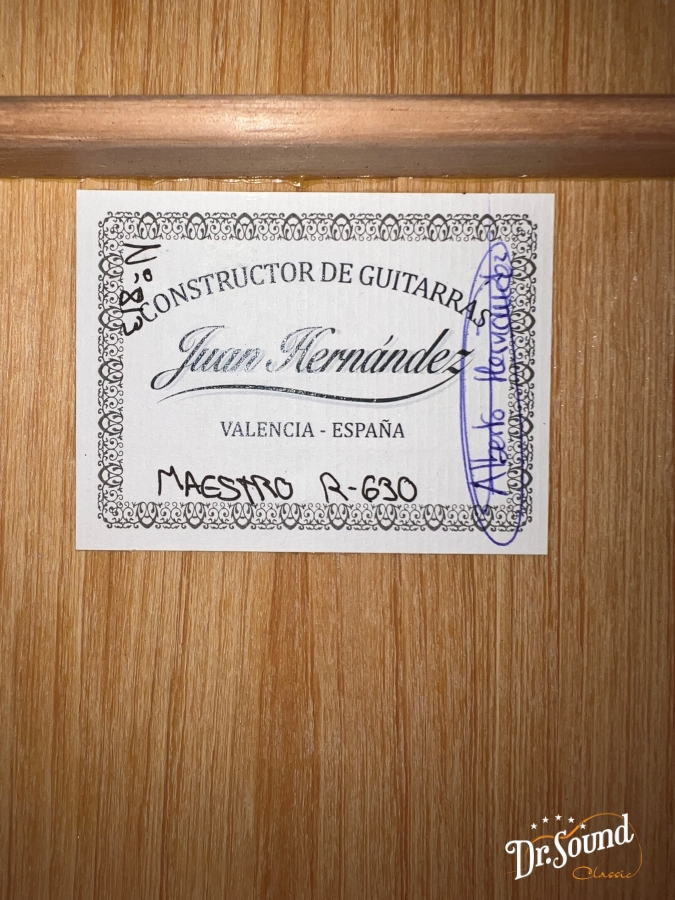 CONSTRUCTOR DE GUITARRAS
Juan Hernández
VALENCIA - ESPAÑA
MAESTRO R-630
Nº 813
Alberto Hernández
Dr. Sound
Classic